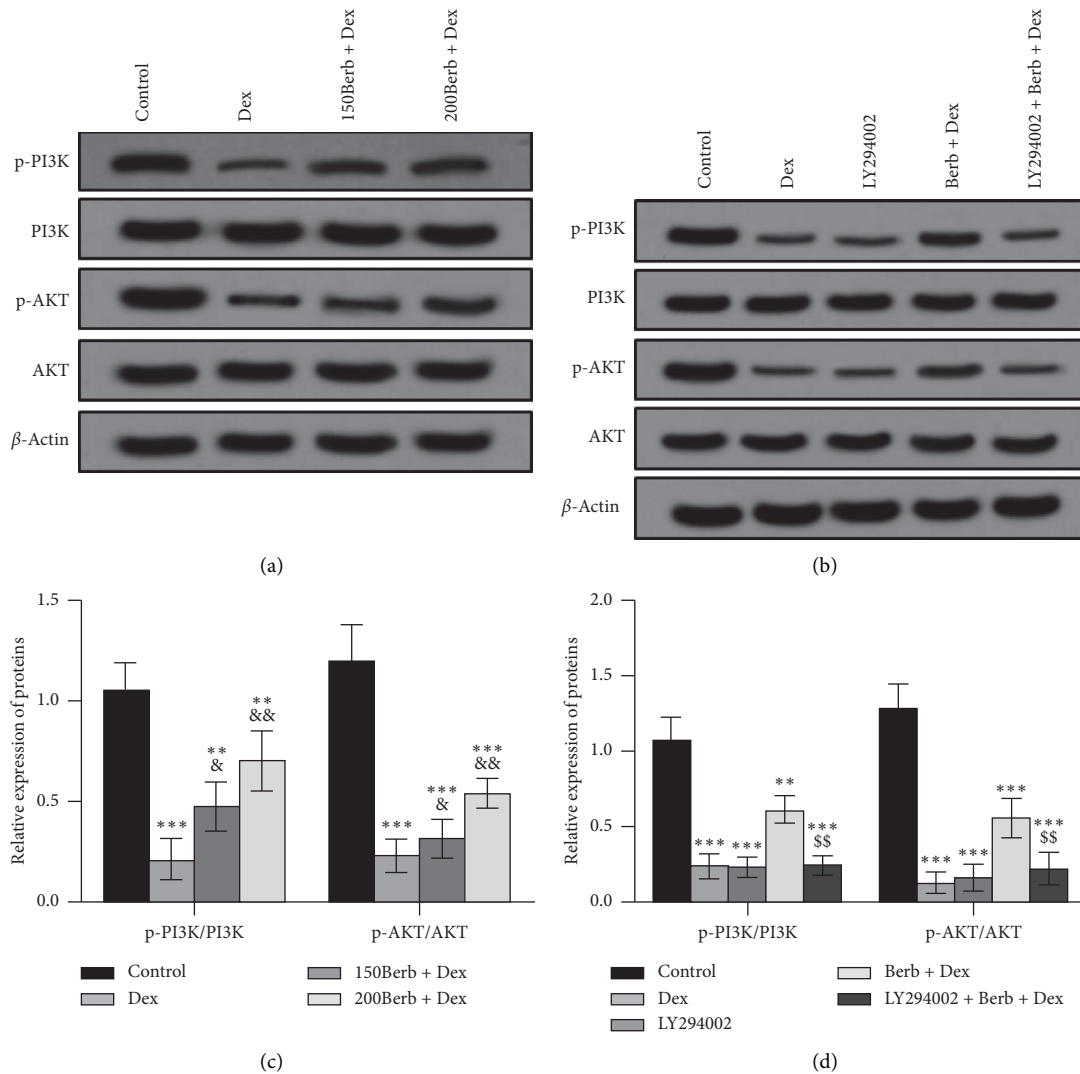 Control
Dex
150Berb + Dex
200Berb + Dex
p-PI3K
PI3K
p-AKT
AKT
β-Actin
(a)
Control
Dex
LY294002
Berb + Dex
LY294002 + Berb + Dex
p-PI3K
PI3K
p-AKT
AKT
β-Actin
(b)
Relative expression of proteins
1.5
1.0
0.5
0.0
***
**
&
**
&&
***
***
&
***
&&
p-PI3K/PI3K
p-AKT/AKT
Control
Dex
150Berb + Dex
200Berb + Dex
(c)
Relative expression of proteins
2.0
1.5
1.0
0.5
0.0
***
***
**
***
$$
***
***
***
***
$$
p-PI3K/PI3K
p-AKT/AKT
Control
Dex
LY294002
Berb + Dex
LY294002 + Berb + Dex
(d)